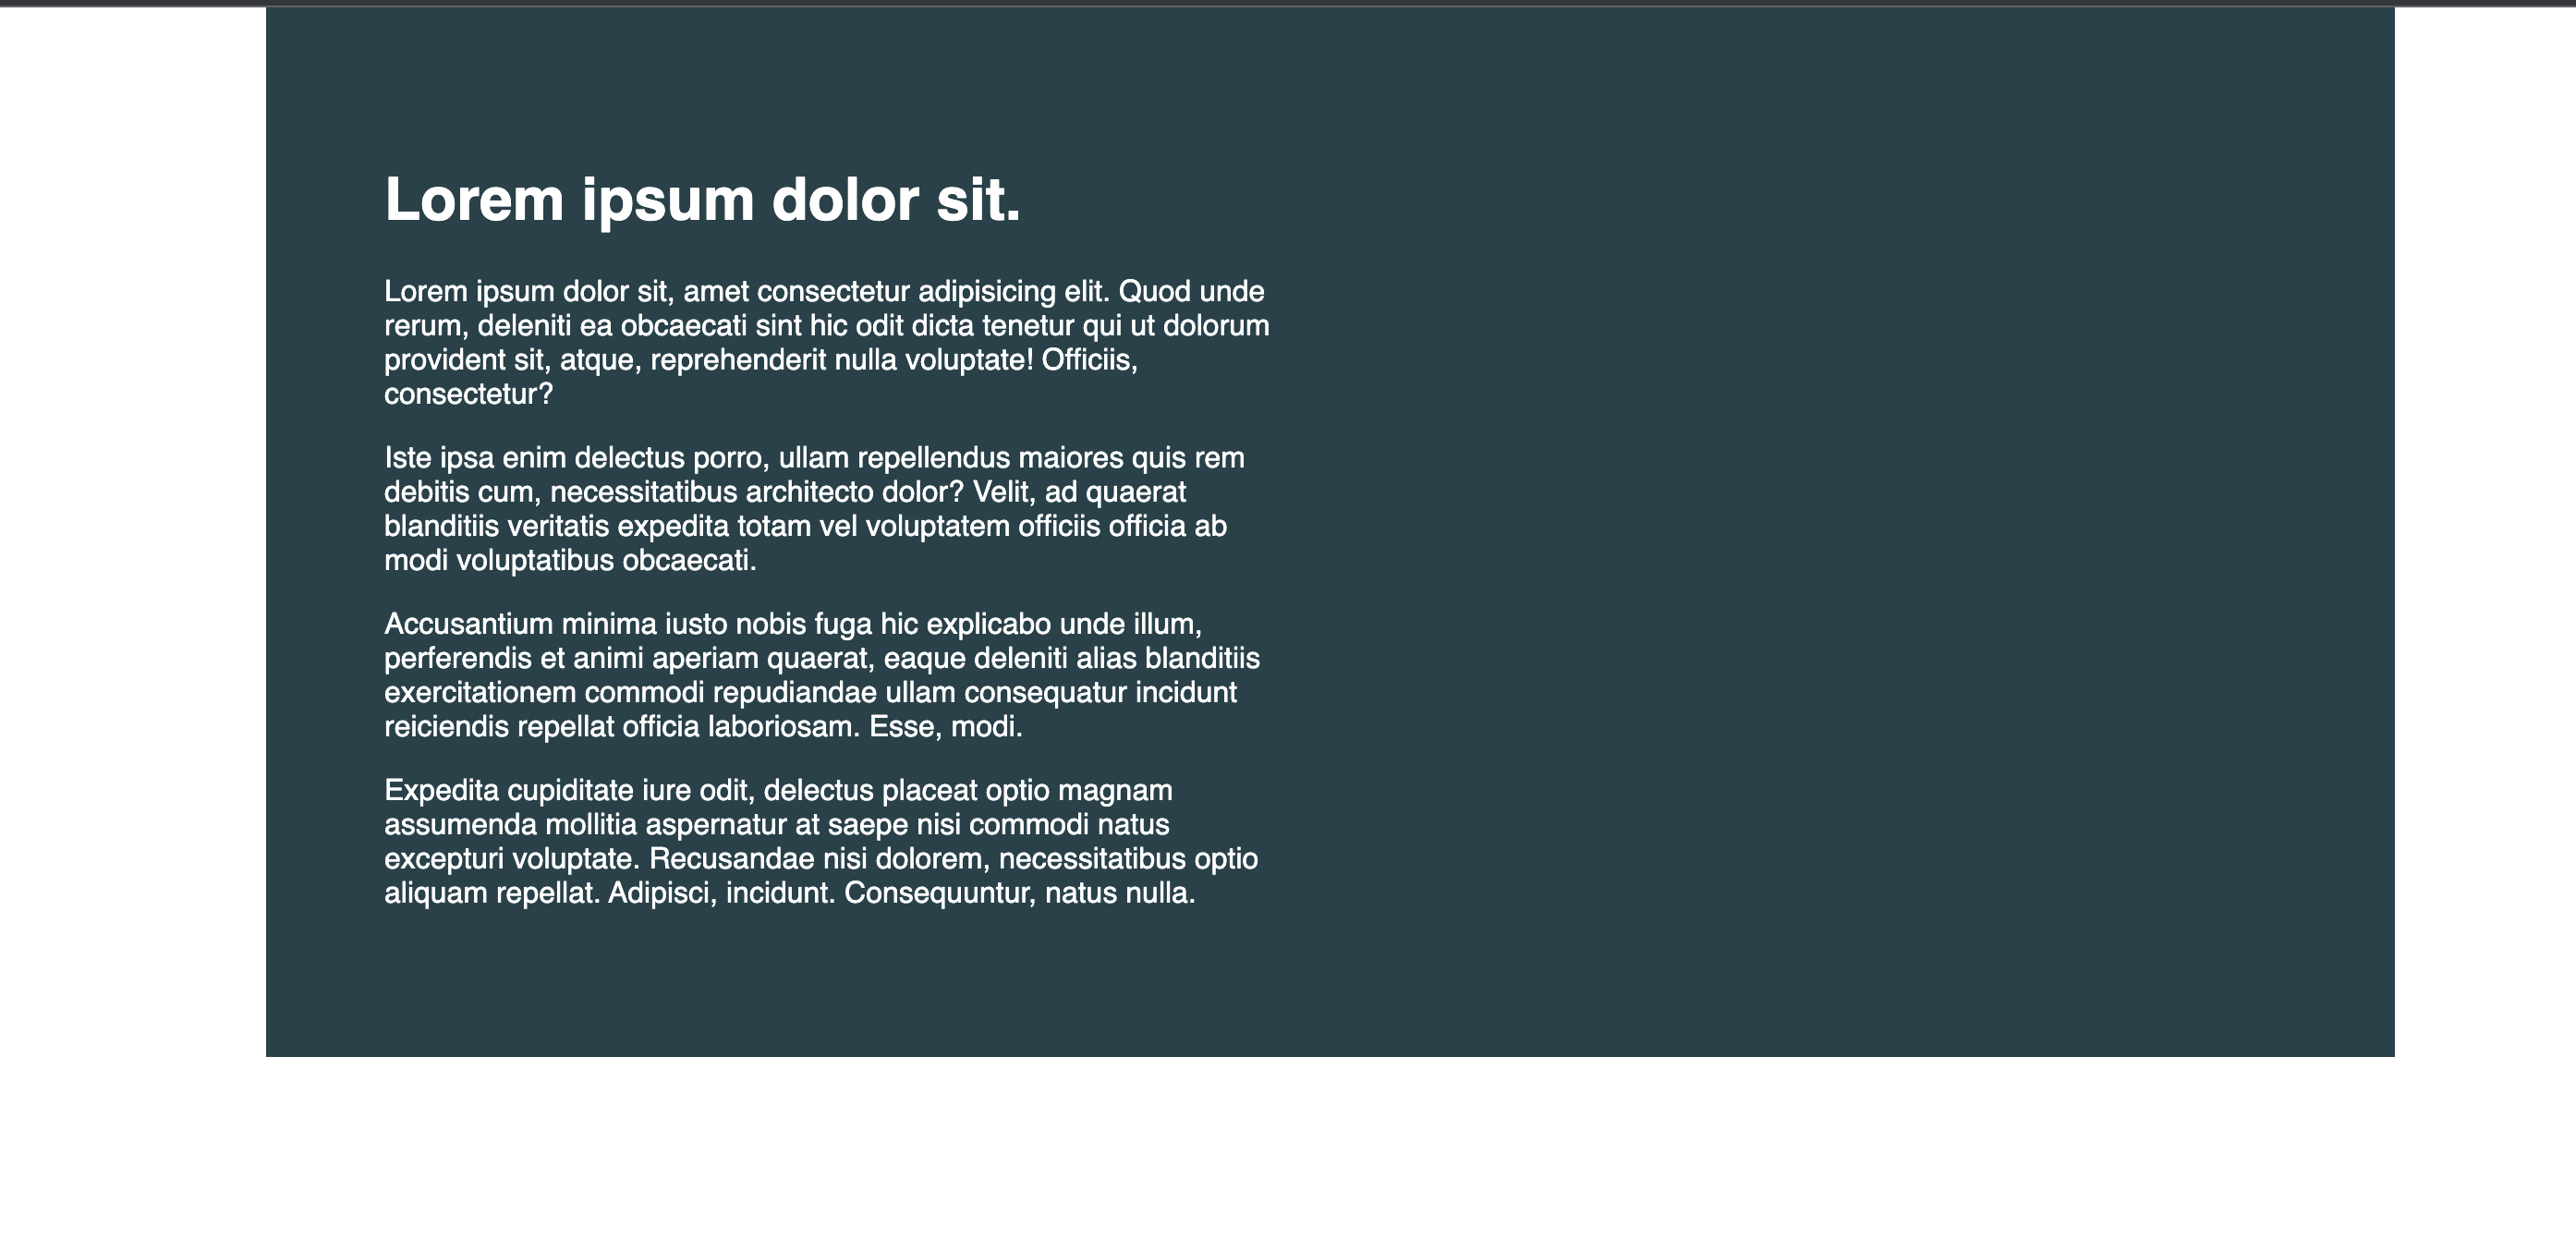 Lorem ipsum dolor sit.
Lorem ipsum dolor sit, amet consectetur adipisicing elit. Quod unde
rerum, deleniti ea obcaecati sint hic odit dicta tenetur qui ut dolorum
provident sit, atque, reprehenderit nulla voluptate! Officiis,
consectetur?
Iste ipsa enim delectus porro, ullam repellendus maiores quis rem
debitis cum, necessitatibus architecto dolor? Velit, ad quaerat
blanditiis veritatis expedita totam vel voluptatem officiis officia ab
modi voluptatibus obcaecati.
Accusantium minima iusto nobis fuga hic explicabo unde illum,
perferendis et animi aperiam quaerat, eaque deleniti alias blanditiis
exercitationem commodi repudiandae ullam consequatur incidunt
reiciendis repellat officia laboriosam. Esse, modi.
Expedita cupiditate iure odit, delectus placeat optio magnam
assumenda mollitia aspernatur at saepe nisi commodi natus
excepturi voluptate. Recusandae nisi dolorem, necessitatibus optio
aliquam repellat. Adipisci, incidunt. Consequuntur, natus nulla.